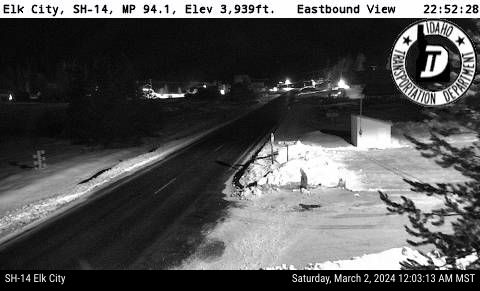 Elk City, SH-14, MP 94.1, Elev 3,939ft. Eastbound View 22:52:28
IDAHO
TRANSPORTATION DEPARTMENT
SH-14 Elk City Saturday, March 2, 2024 12:03:13 AM MST